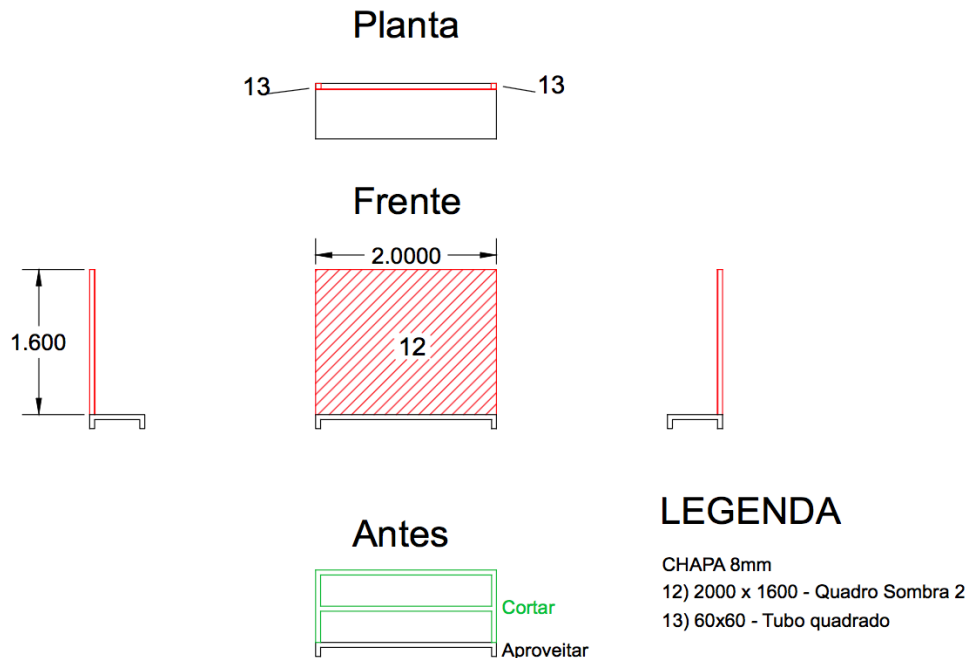 Planta
13
13
Frente
2.0000
1.600
12
LEGENDA
Antes
CHAPA 8mm
12) 2000 x 1600 - Quadro Sombra 2
Cortar
13) 60x60 - Tubo quadrado
Aproveitar